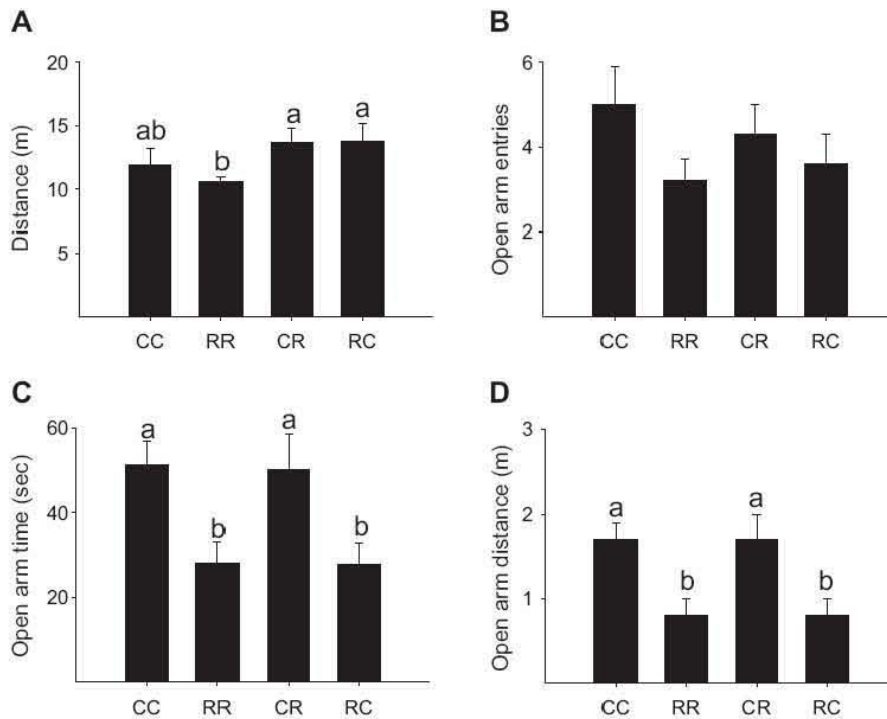 A
Distance (m)
20
15
10
5
ab
b
a
a
CC RR CR RC
B
Open arm entries
6
4
2
CC RR CR RC
C
Open arm time (sec)
60
40
20
a
b
a
b
CC RR CR RC
D
Open arm distance (m)
3
2
1
a
b
a
b
CC RR CR RC